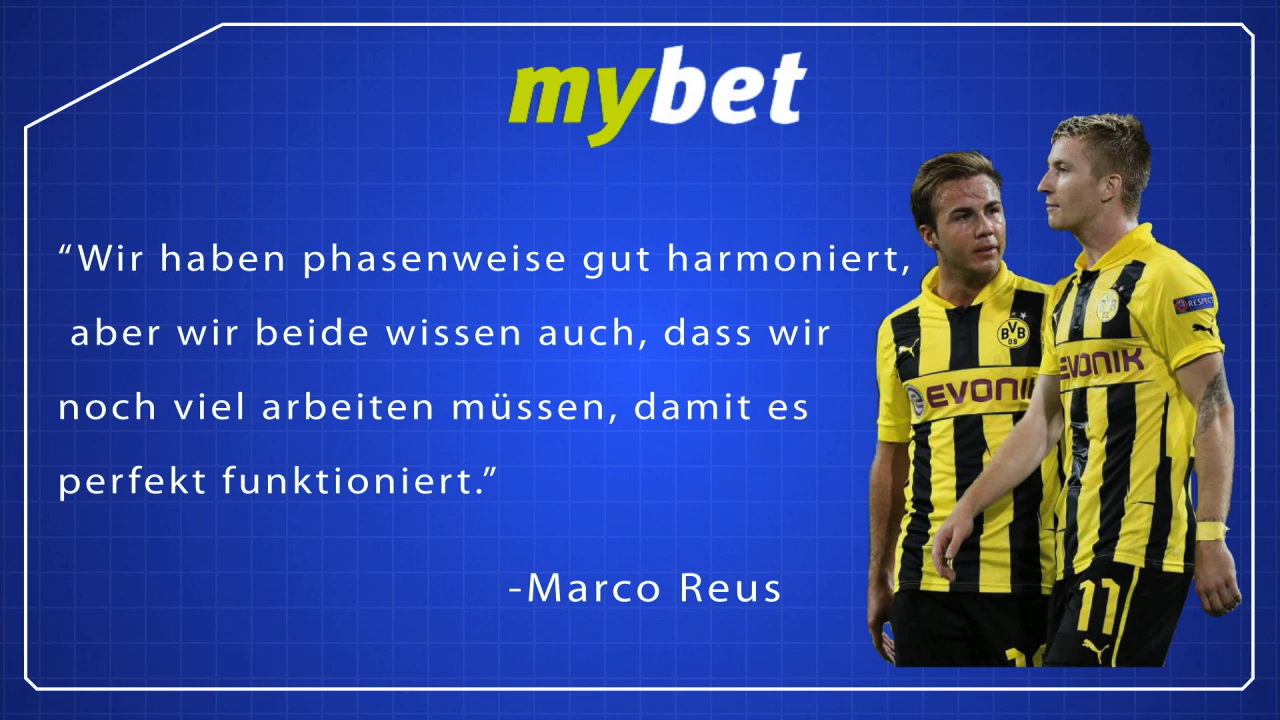 mybet
“Wir haben phasenweise gut harmoniert,
aber wir beide wissen auch, dass wir
noch viel arbeiten müssen, damit es
perfekt funktioniert.”
-Marco Reus
BVB
09
EVONIK
EVONIK
RESPECT
11